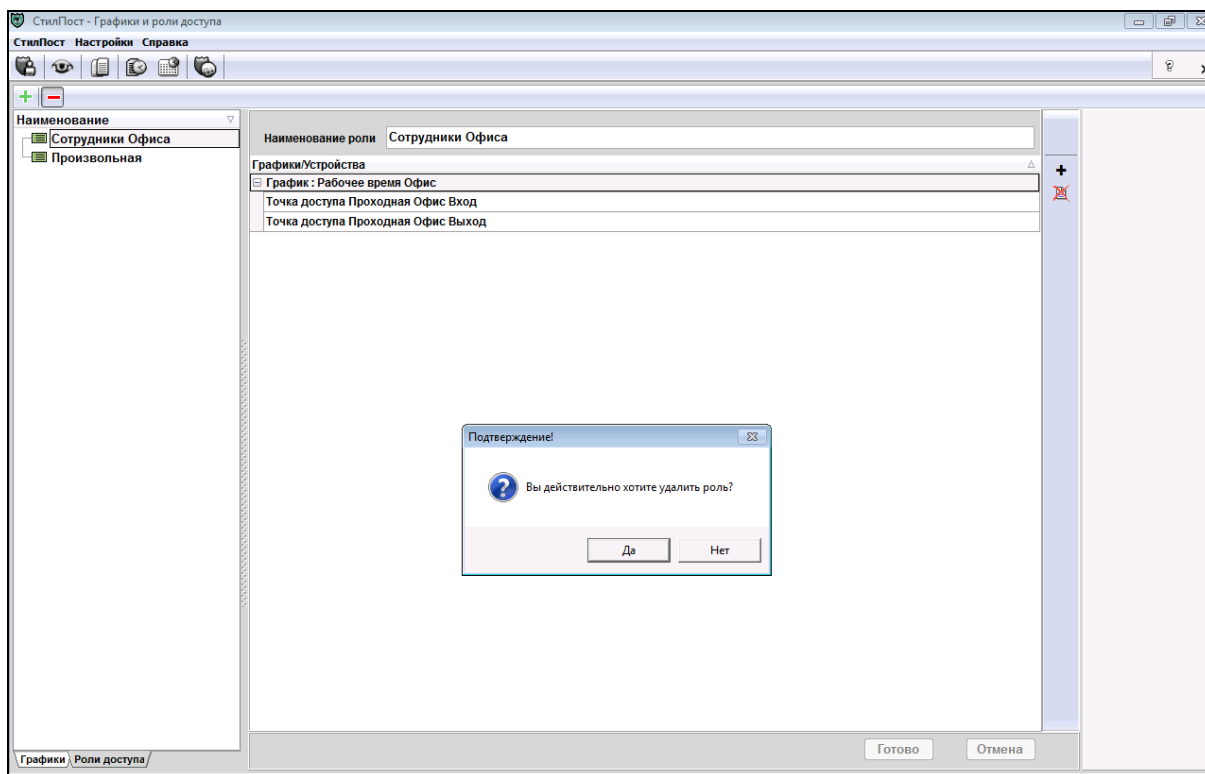 СтилПост - Графики и роли доступа
СтилПост Настройки Справка
Наименование
Сотрудники Офиса
Произвольная
Наименование роли Сотрудники Офиса
Графики/Устройства
График : Рабочее время Офис
Точка доступа Проходная Офис Вход
Точка доступа Проходная Офис Выход
Подтверждение!
Вы действительно хотите удалить роль?
Да Нет
Готово Отмена
Графики Роли доступа